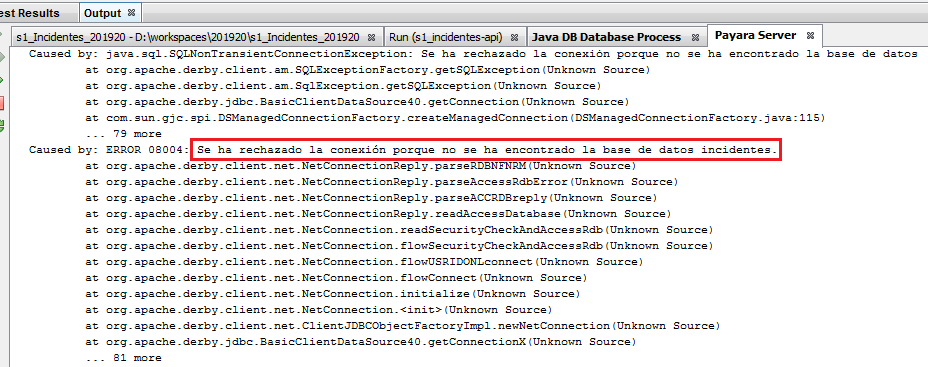 est Results
Output
s1_Incidentes_201920 - D:\workspaces\201920\s1_Incidentes_201920
Run (s1_incidentes-api)
Java DB Database Process
Payara Server
Caused by: java.sql.SQLNonTransientConnectionException: Se ha rechazado la conexión porque no se ha encontrado la base de datos
at org.apache.derby.client.am.SQLExceptionFactory.getSQLException(Unknown Source)
at org.apache.derby.client.am.SqlException.getSQLException(Unknown Source)
at org.apache.derby.jdbc.BasicClientDataSource40.getConnection(Unknown Source)
at com.sun.gjc.spi.DSManagedConnectionFactory.createManagedConnection(DSManagedConnectionFactory.java:115)
... 79 more
Caused by: ERROR 08004: Se ha rechazado la conexión porque no se ha encontrado la base de datos incidentes.
at org.apache.derby.client.net.NetConnectionReply.parseRDBNFNRM(Unknown Source)
at org.apache.derby.client.net.NetConnectionReply.parseAccessRdbError(Unknown Source)
at org.apache.derby.client.net.NetConnectionReply.parseACCRDBreply(Unknown Source)
at org.apache.derby.client.net.NetConnectionReply.readAccessDatabase(Unknown Source)
at org.apache.derby.client.net.NetConnection.readSecurityCheckAndAccessRdb(Unknown Source)
at org.apache.derby.client.net.NetConnection.flowSecurityCheckAndAccessRdb(Unknown Source)
at org.apache.derby.client.net.NetConnection.flowUSRIDONLconnect(Unknown Source)
at org.apache.derby.client.net.NetConnection.flowConnect(Unknown Source)
at org.apache.derby.client.net.NetConnection.initialize(Unknown Source)
at org.apache.derby.client.net.NetConnection.<init>(Unknown Source)
at org.apache.derby.client.net.ClientJDBCObjectFactoryImpl.newNetConnection(Unknown Source)
at org.apache.derby.jdbc.BasicClientDataSource40.getConnectionX(Unknown Source)
... 81 more